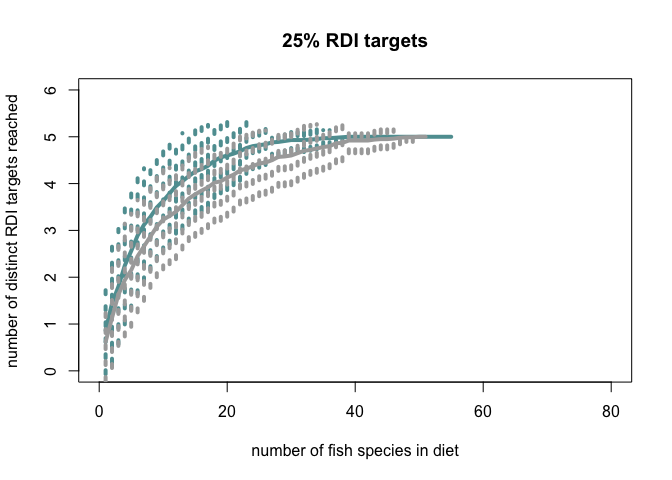 25% RDI targets
number of distinct RDI targets reached
6
5
4
3
2
1
0
0 20 40 60 80
number of fish species in diet